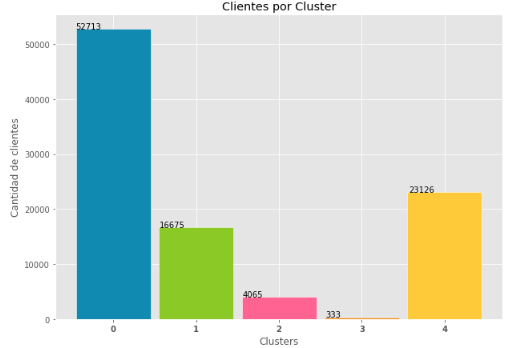 Clientes por Cluster
Cantidad de clientes
50000
40000
30000
20000
10000
0
52713
16675
4065
333
23126
0 1 2 3 4
Clusters